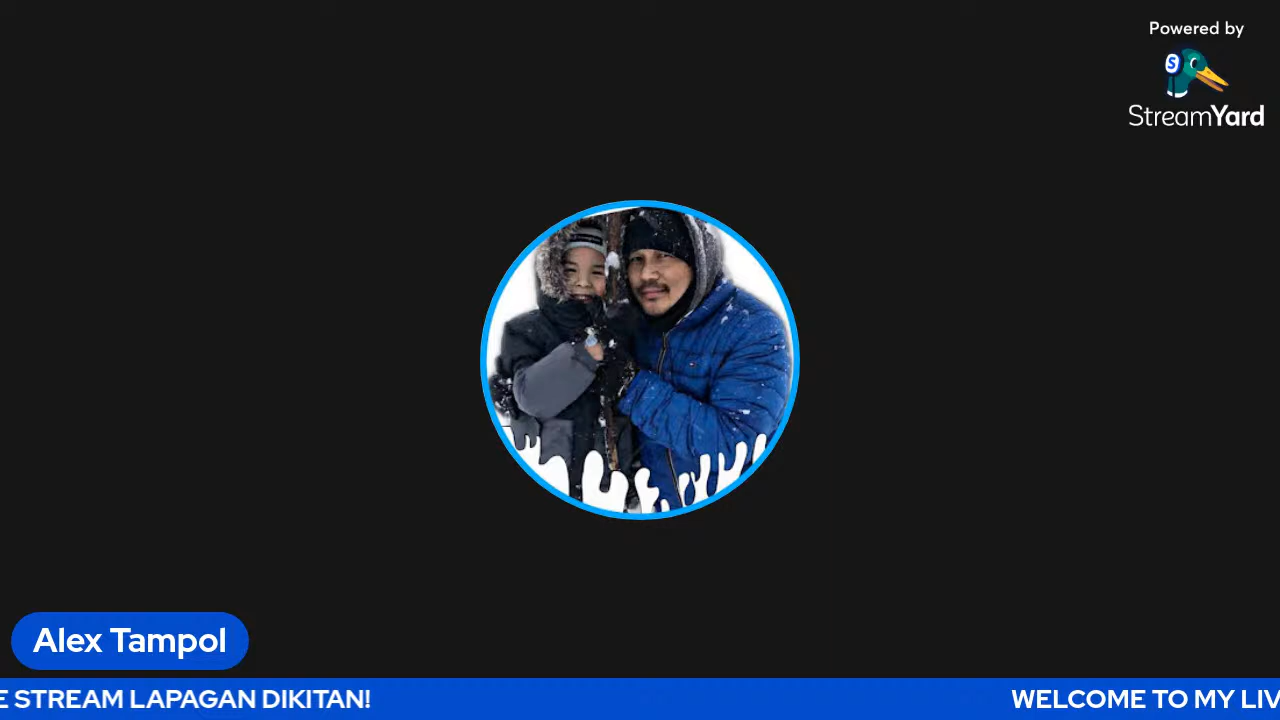 Powered by
StreamYard
Alex Tampol
E STREAM LAPAGAN DIKITAN!
WELCOME TO MY LIV